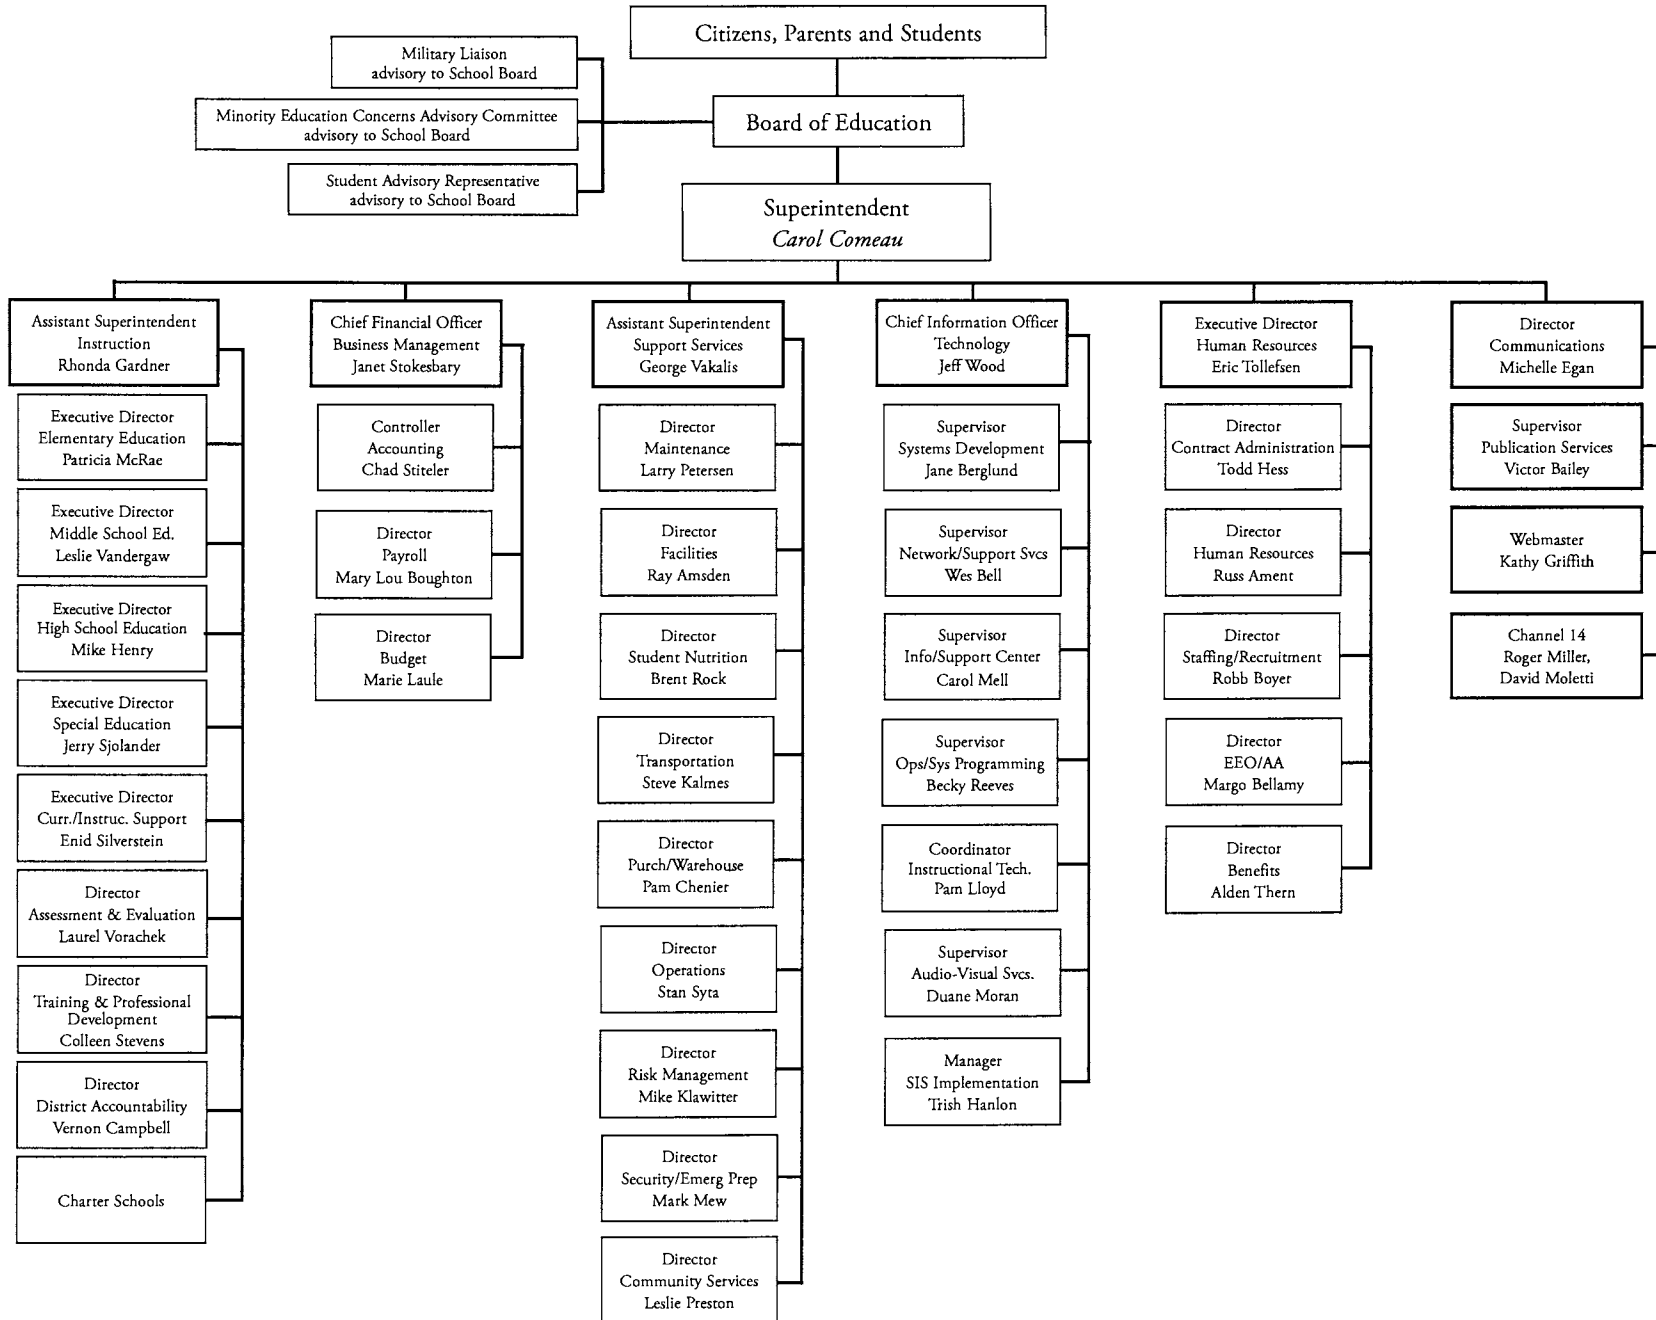 Citizens, Parents and Students
Military Liaison
advisory to School Board
Minority Education Concerns Advisory Committee
advisory to School Board
Board of Education
Student Advisory Representative
advisory to School Board
Superintendent
Carol Comeau
Assistant Superintendent
Instruction
Rhonda Gardner
Executive Director
Elementary Education
Patricia McRae
Executive Director
Middle School Ed.
Leslie Vandergaw
Executive Director
High School Education
Mike Henry
Executive Director
Special Education
Jerry Sjolander
Executive Director
Curr./Instruc. Support
Enid Silverstein
Director
Assessment & Evaluation
Laurel Vorachek
Director
Training & Professional
Development
Colleen Stevens
Director
District Accountability
Vernon Campbell
Charter Schools
Chief Financial Officer
Business Management
Janet Stokesbary
Controller
Accounting
Chad Stiteler
Director
Payroll
Mary Lou Boughton
Director
Budget
Marie Laule
Assistant Superintendent
Support Services
George Vakalis
Director
Maintenance
Larry Petersen
Director
Facilities
Ray Amsden
Director
Student Nutrition
Brent Rock
Director
Transportation
Steve Kalmes
Director
Purch/Warehouse
Pam Chenier
Director
Operations
Stan Syta
Director
Risk Management
Mike Klawitter
Director
Security/Emerg Prep
Mark Mew
Director
Community Services
Leslie Preston
Chief Information Officer
Technology
Jeff Wood
Supervisor
Systems Development
Jane Berglund
Supervisor
Network/Support Svcs
Wes Bell
Supervisor
Info/Support Center
Carol Mell
Supervisor
Ops/Sys Programming
Becky Reeves
Coordinator
Instructional Tech.
Pam Lloyd
Supervisor
Audio-Visual Svcs.
Duane Moran
Manager
SIS Implementation
Trish Hanlon
Executive Director
Human Resources
Eric Tollefsen
Director
Contract Administration
Todd Hess
Director
Human Resources
Russ Ament
Director
Staffing/Recruitment
Robb Boyer
Director
EEO/AA
Margo Bellamy
Director
Benefits
Alden Thern
Director
Communications
Michelle Egan
Supervisor
Publication Services
Victor Bailey
Webmaster
Kathy Griffith
Channel 14
Roger Miller,
David Moletti